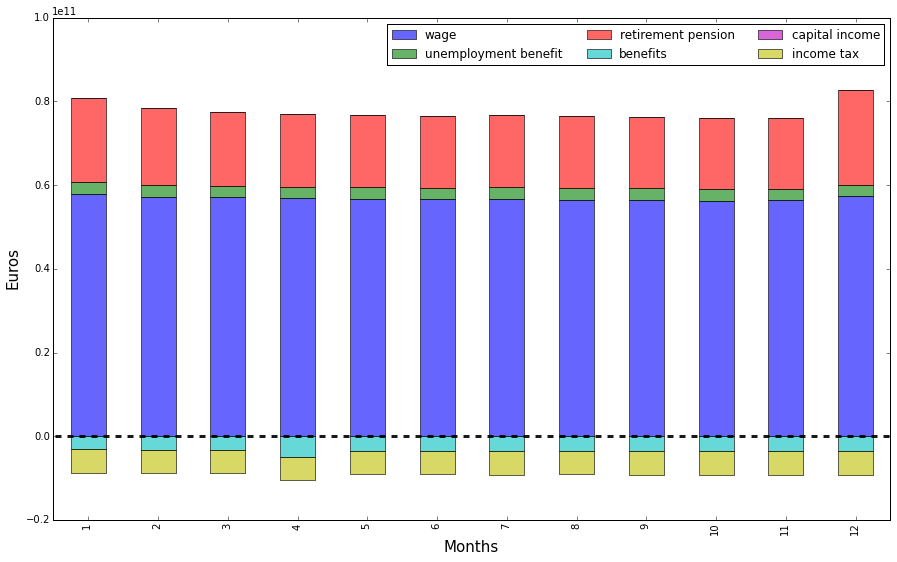 1e11
1.0
wage
retirement pension
capital income
unemployment benefit
benefits
income tax
0.8
0.6
0.4
0.2
0.0
−0.2
Euros
1 2 3 4 5 6 7 8 9 10 11 12
Months